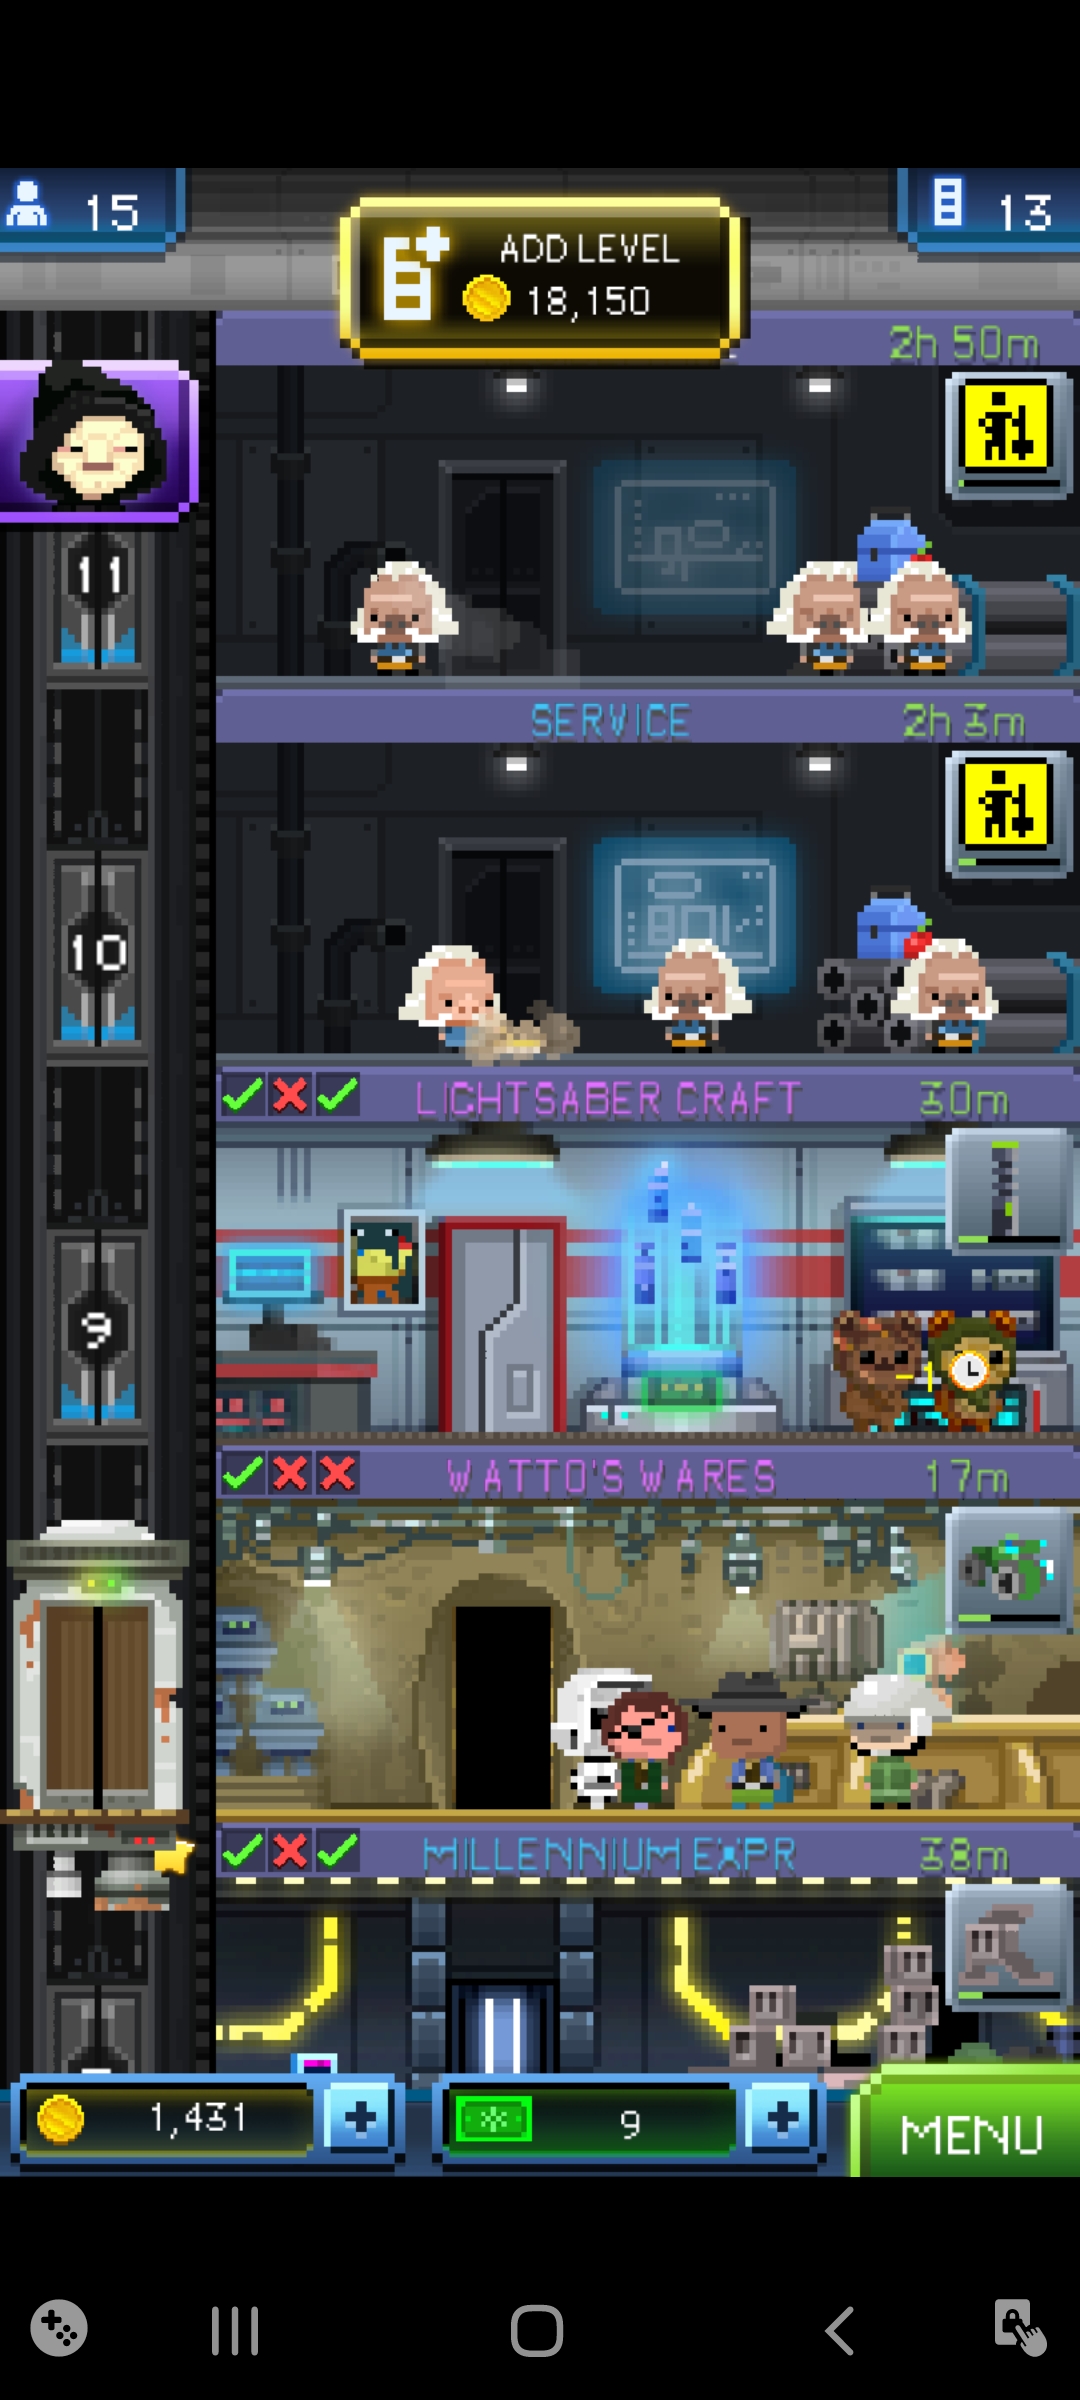 15
ADD LEVEL
18,150
13
2h 50m
11
SERVICE
2h 3m
10
LIGHTSABER CRAFT
30m
9
-1
WATTO'S WARES
17m
MILLENNIUM EXPR
38m
1,431
9
MENU